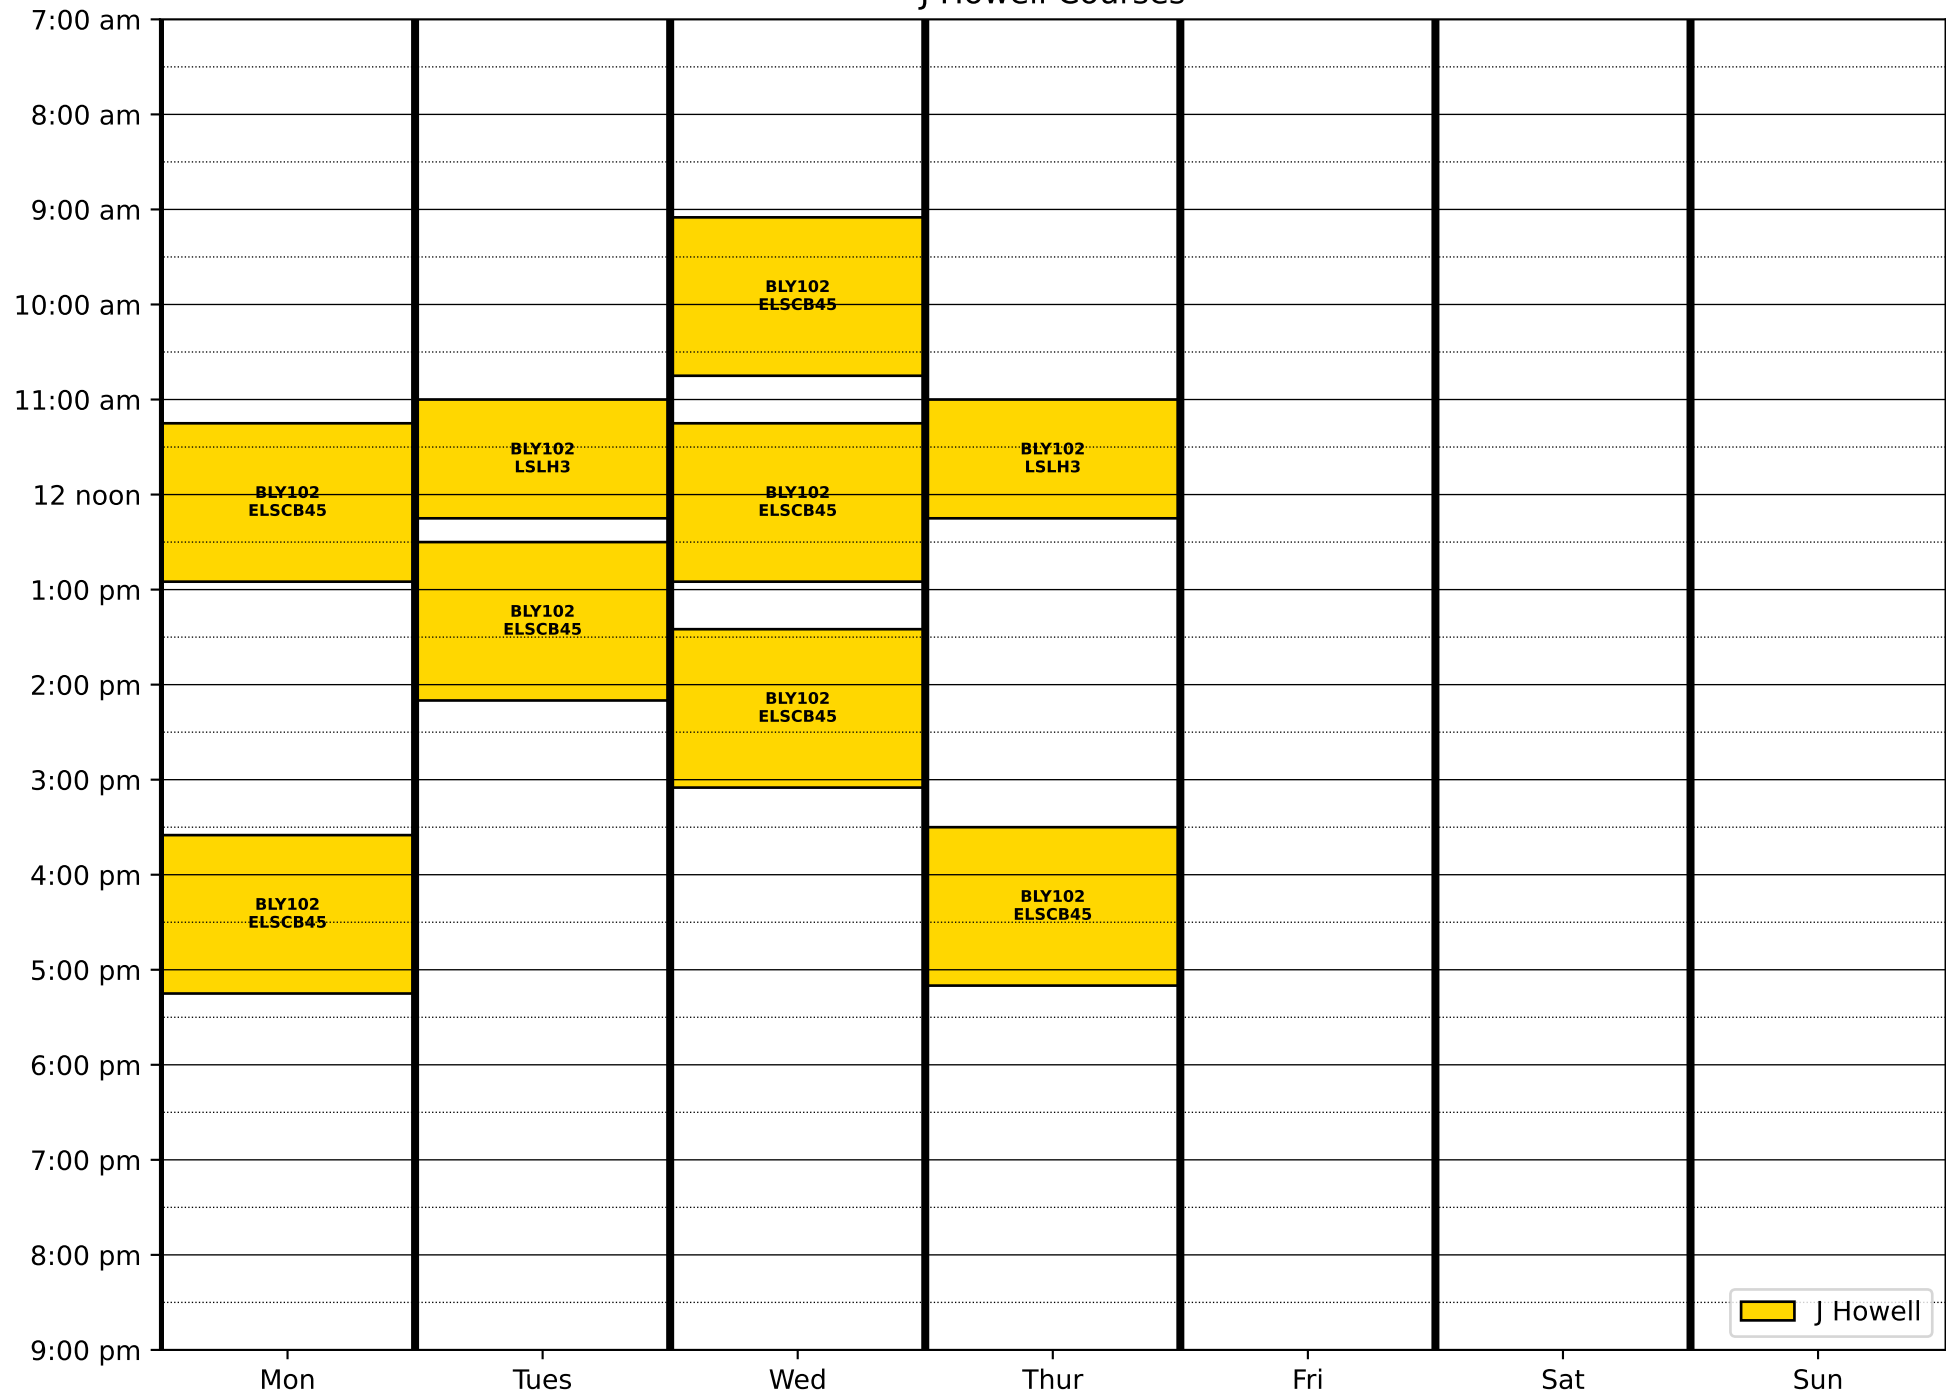 J Howell Courses
7:00 am
8:00 am
9:00 am
10:00 am
11:00 am
12 noon
1:00 pm
2:00 pm
3:00 pm
4:00 pm
5:00 pm
6:00 pm
7:00 pm
8:00 pm
9:00 pm
BLY102
ELSCB45
BLY102
ELSCB45
BLY102
LSLH3
BLY102
ELSCB45
BLY102
ELSCB45
BLY102
ELSCB45
BLY102
ELSCB45
BLY102
LSLH3
BLY102
ELSCB45
J Howell
Mon
Tues
Wed
Thur
Fri
Sat
Sun